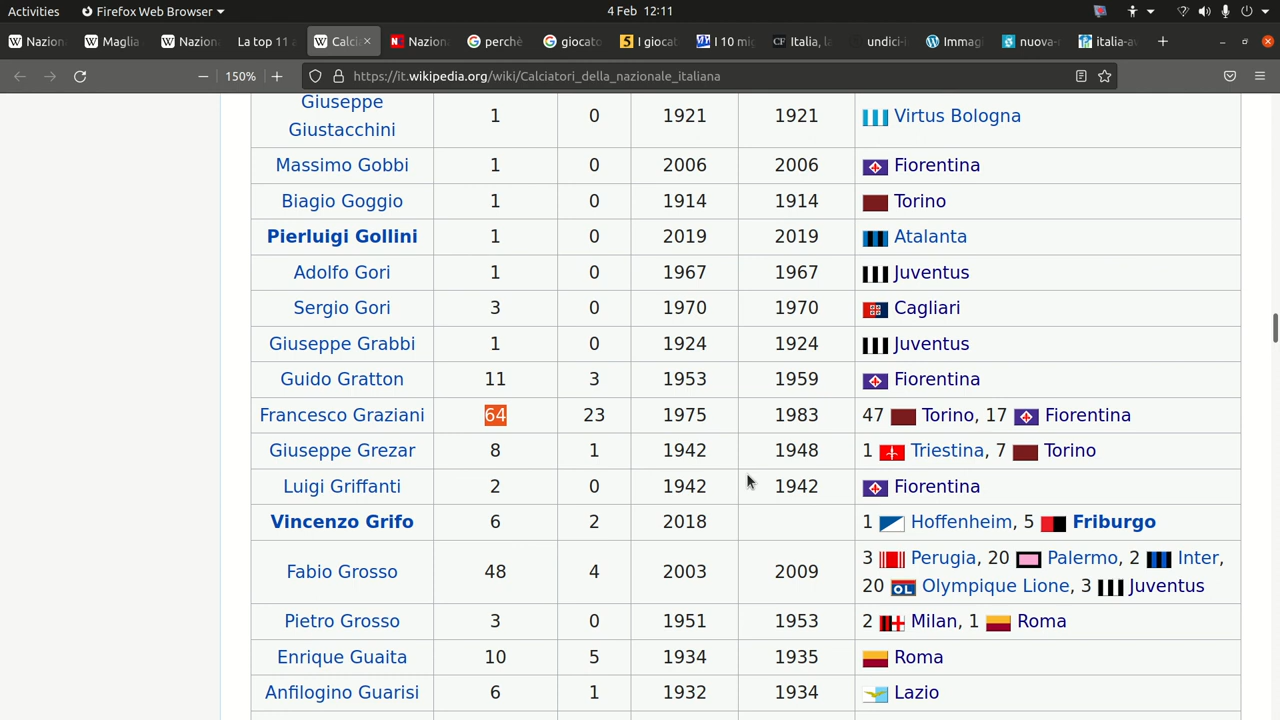 Activities Firefox Web Browser 4 Feb 12:11
Nazion Maglia Nazion La top 11 Calci Nazion perchè giocato I giocat I 10 mi Italia, la undici-i Immagi nuova-r italia-av
150% https://it.wikipedia.org/wiki/Calciatori_della_nazionale_italiana
Giuseppe
Giustacchini 1 0 1921 1921 Virtus Bologna
Massimo Gobbi 1 0 2006 2006 Fiorentina
Biagio Goggio 1 0 1914 1914 Torino
Pierluigi Gollini 1 0 2019 2019 Atalanta
Adolfo Gori 1 0 1967 1967 Juventus
Sergio Gori 3 0 1970 1970 Cagliari
Giuseppe Grabbi 1 0 1924 1924 Juventus
Guido Gratton 11 3 1953 1959 Fiorentina
Francesco Graziani 64 23 1975 1983 47 Torino, 17 Fiorentina
Giuseppe Grezar 8 1 1942 1948 1 Triestina, 7 Torino
Luigi Griffanti 2 0 1942 1942 Fiorentina
Vincenzo Grifo 6 2 2018 1 Hoffenheim, 5 Friburgo
Fabio Grosso 48 4 2003 2009 3 Perugia, 20 Palermo, 2 Inter,
20 Olympique Lione, 3 Juventus
Pietro Grosso 3 0 1951 1953 2 Milan, 1 Roma
Enrique Guaita 10 5 1934 1935 Roma
Anfilogino Guarisi 6 1 1932 1934 Lazio